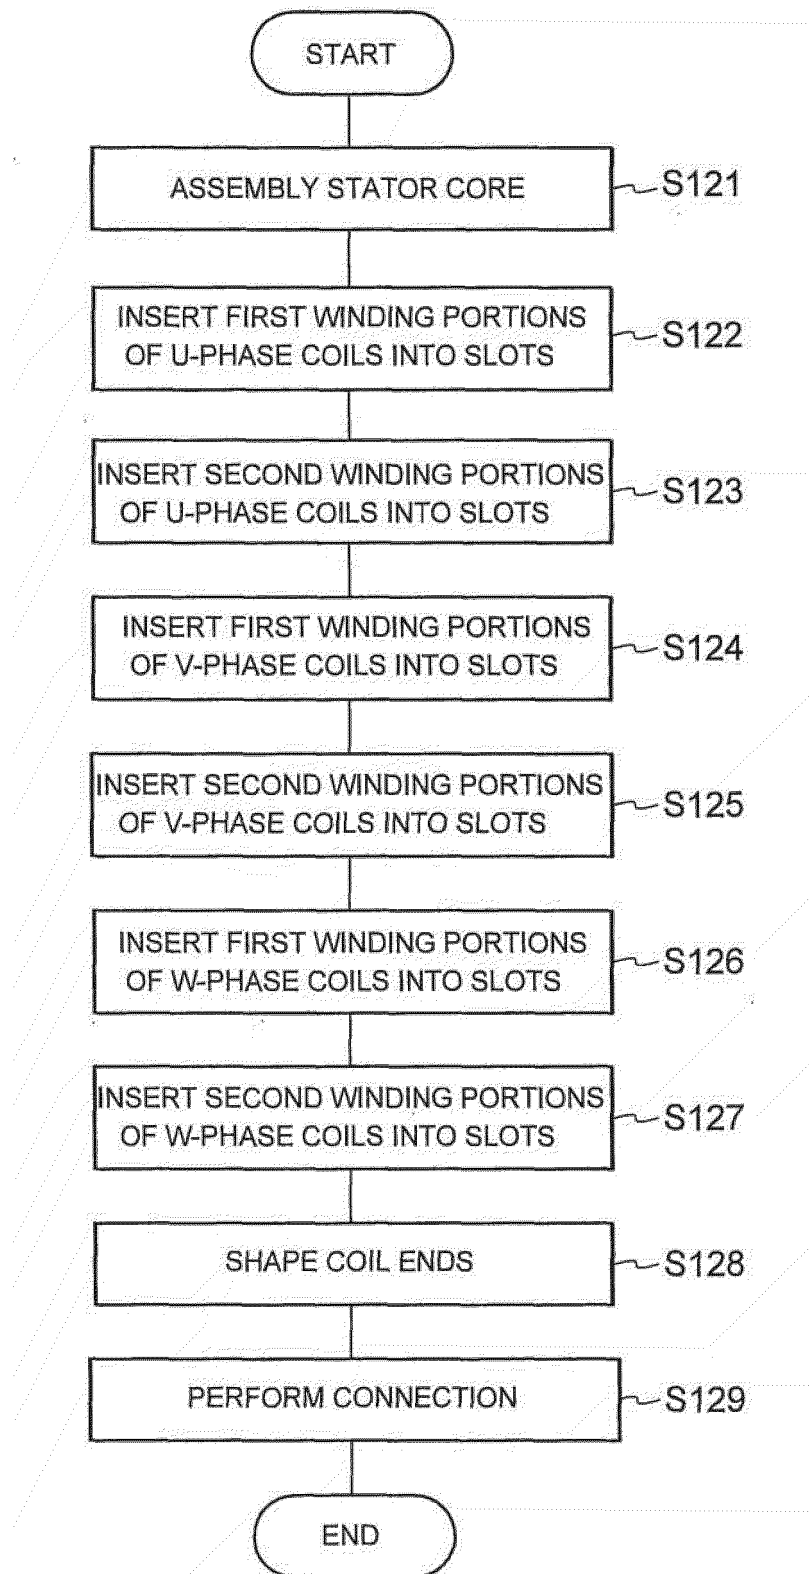 START
ASSEMBLY STATOR CORE
S121
INSERT FIRST WINDING PORTIONS
OF U-PHASE COILS INTO SLOTS
S122
INSERT SECOND WINDING PORTIONS
OF U-PHASE COILS INTO SLOTS
S123
INSERT FIRST WINDING PORTIONS
OF V-PHASE COILS INTO SLOTS
S124
INSERT SECOND WINDING PORTIONS
OF V-PHASE COILS INTO SLOTS
S125
INSERT FIRST WINDING PORTIONS
OF W-PHASE COILS INTO SLOTS
S126
INSERT SECOND WINDING PORTIONS
OF W-PHASE COILS INTO SLOTS
S127
SHAPE COIL ENDS
S128
PERFORM CONNECTION
S129
END